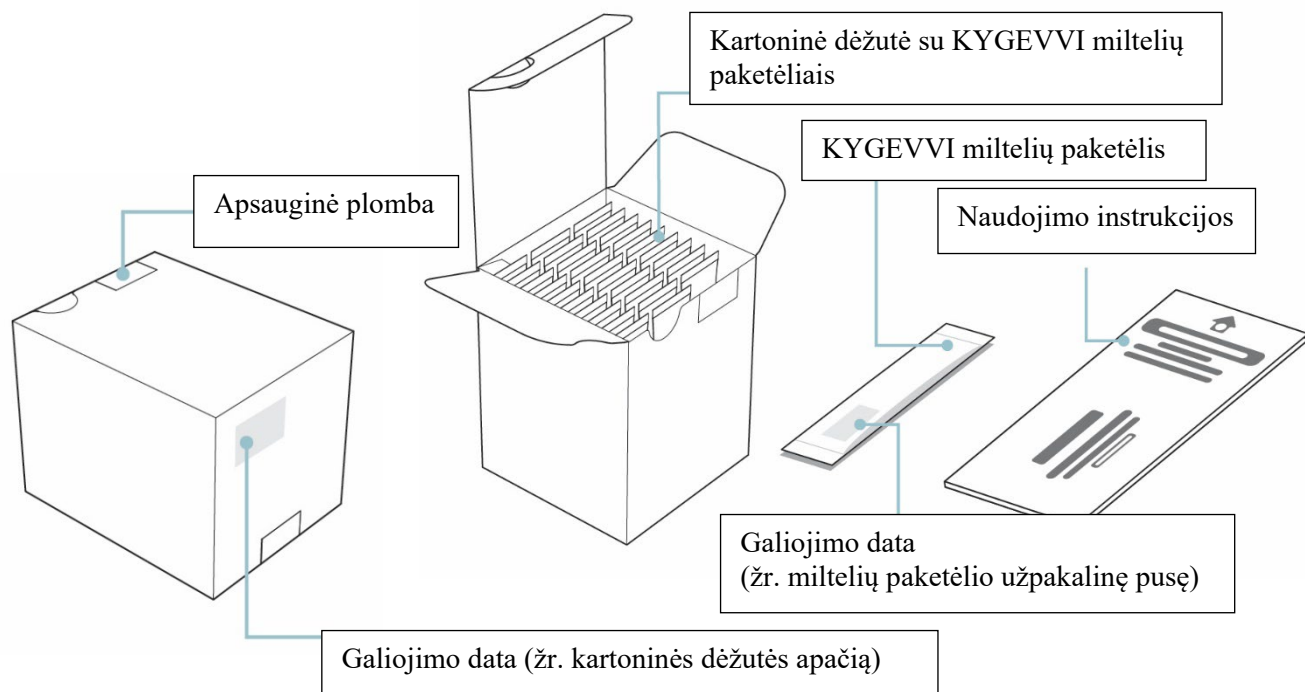 Kartoninė dėžutė su KYGEVVI miltelių
paketėliais
KYGEVVI miltelių paketėlis
Apsauginė plomba
Naudojimo instrukcijos
Galiojimo data
(žr. miltelių paketėlio užpakalinę pusę)
Galiojimo data (žr. kartoninės dėžutės apačią)